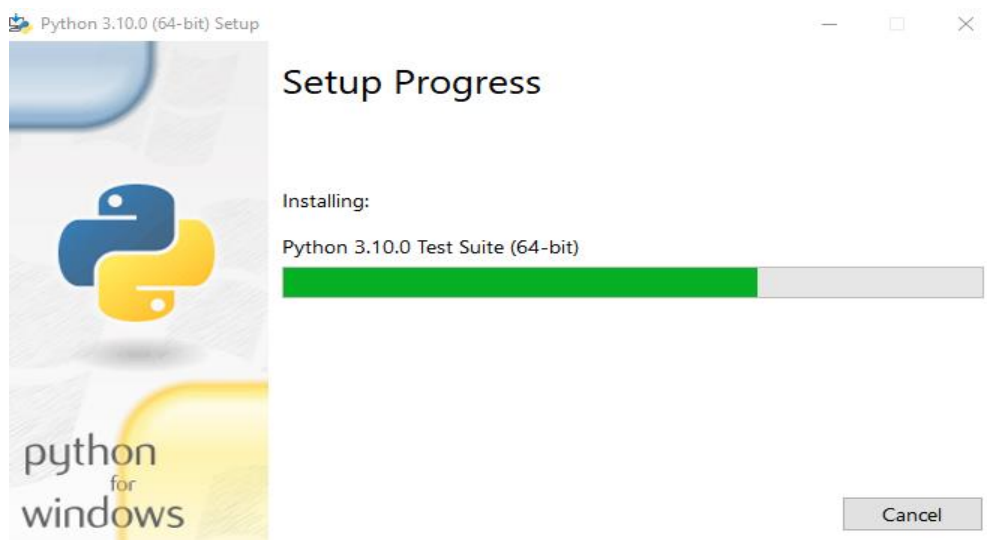 Python 3.10.0 (64-bit) Setup
Setup Progress
Installing:
Python 3.10.0 Test Suite (64-bit)
python
for
windows
Cancel